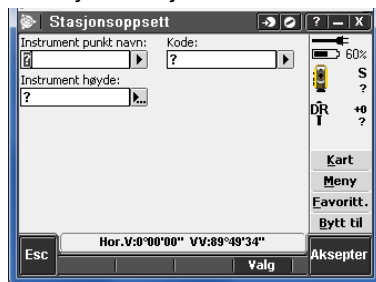 Stasjonsoppsett
? – X
Instrument punkt navn: Kode:
? ?
60%
Instrument høyde:
?
S
?
DR +0
?
Kart
Meny
Favoritt.
Bytt til
Hor.V:0°00'00" VV:89°49'34"
Esc Valg Aksepter